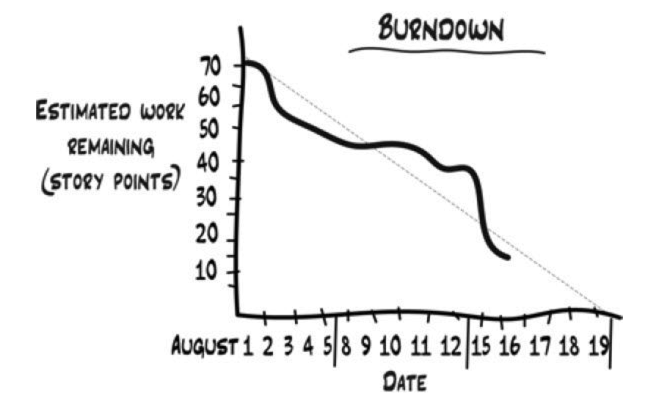 BURNDOWN
ESTIMATED WORK
REMAINING
(STORY POINTS)
70
60
50
40
30
20
10
AUGUST 1 2 3 4 5 8 9 10 11 12 15 16 17 18 19
DATE